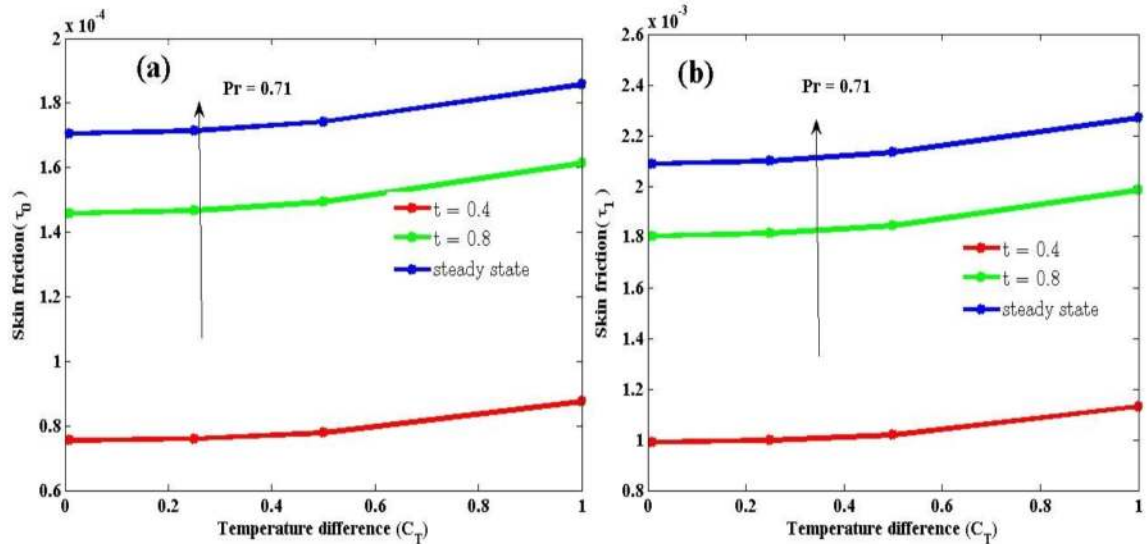 x 10⁻⁴
(a)
Pr = 0.71
2
1.8
1.6
1.4
1.2
1
0.8
0.6
Skin friction( τ₀ )
t = 0.4
t = 0.8
steady state
0 0.2 0.4 0.6 0.8 1
Temperature difference (C_T)
x 10⁻³
(b)
Pr = 0.71
2.6
2.4
2.2
2
1.8
1.6
1.4
1.2
1
0.8
Skin friction( τ₁ )
t = 0.4
t = 0.8
steady state
0 0.2 0.4 0.6 0.8 1
Temperature difference (C_T)